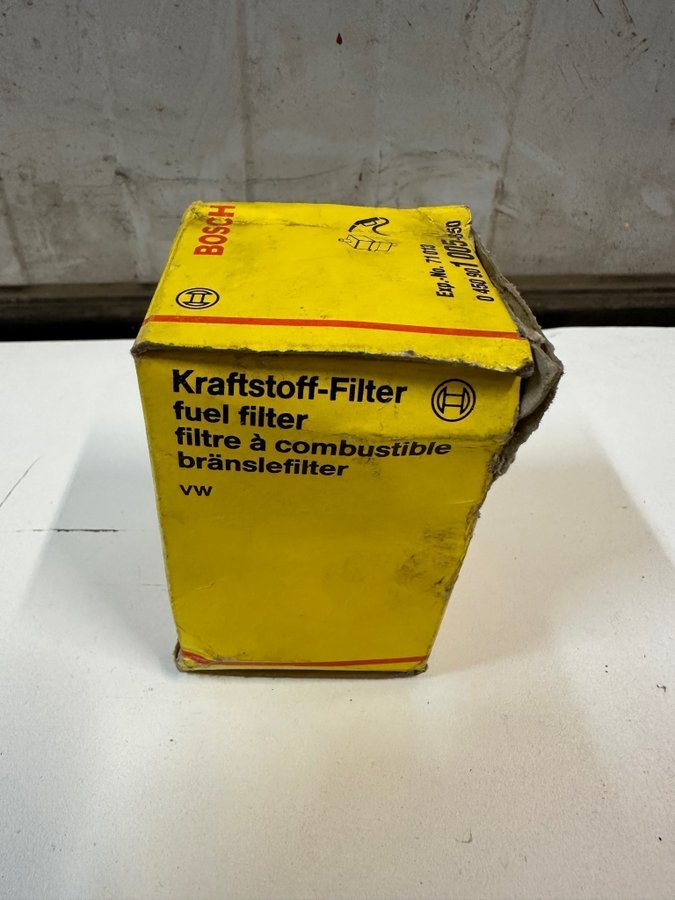 BOSCH
Exp.-No. 71 013
0 450 901 005-850
Kraftstoff-Filter
fuel filter
filtre à combustible
bränslefilter
VW